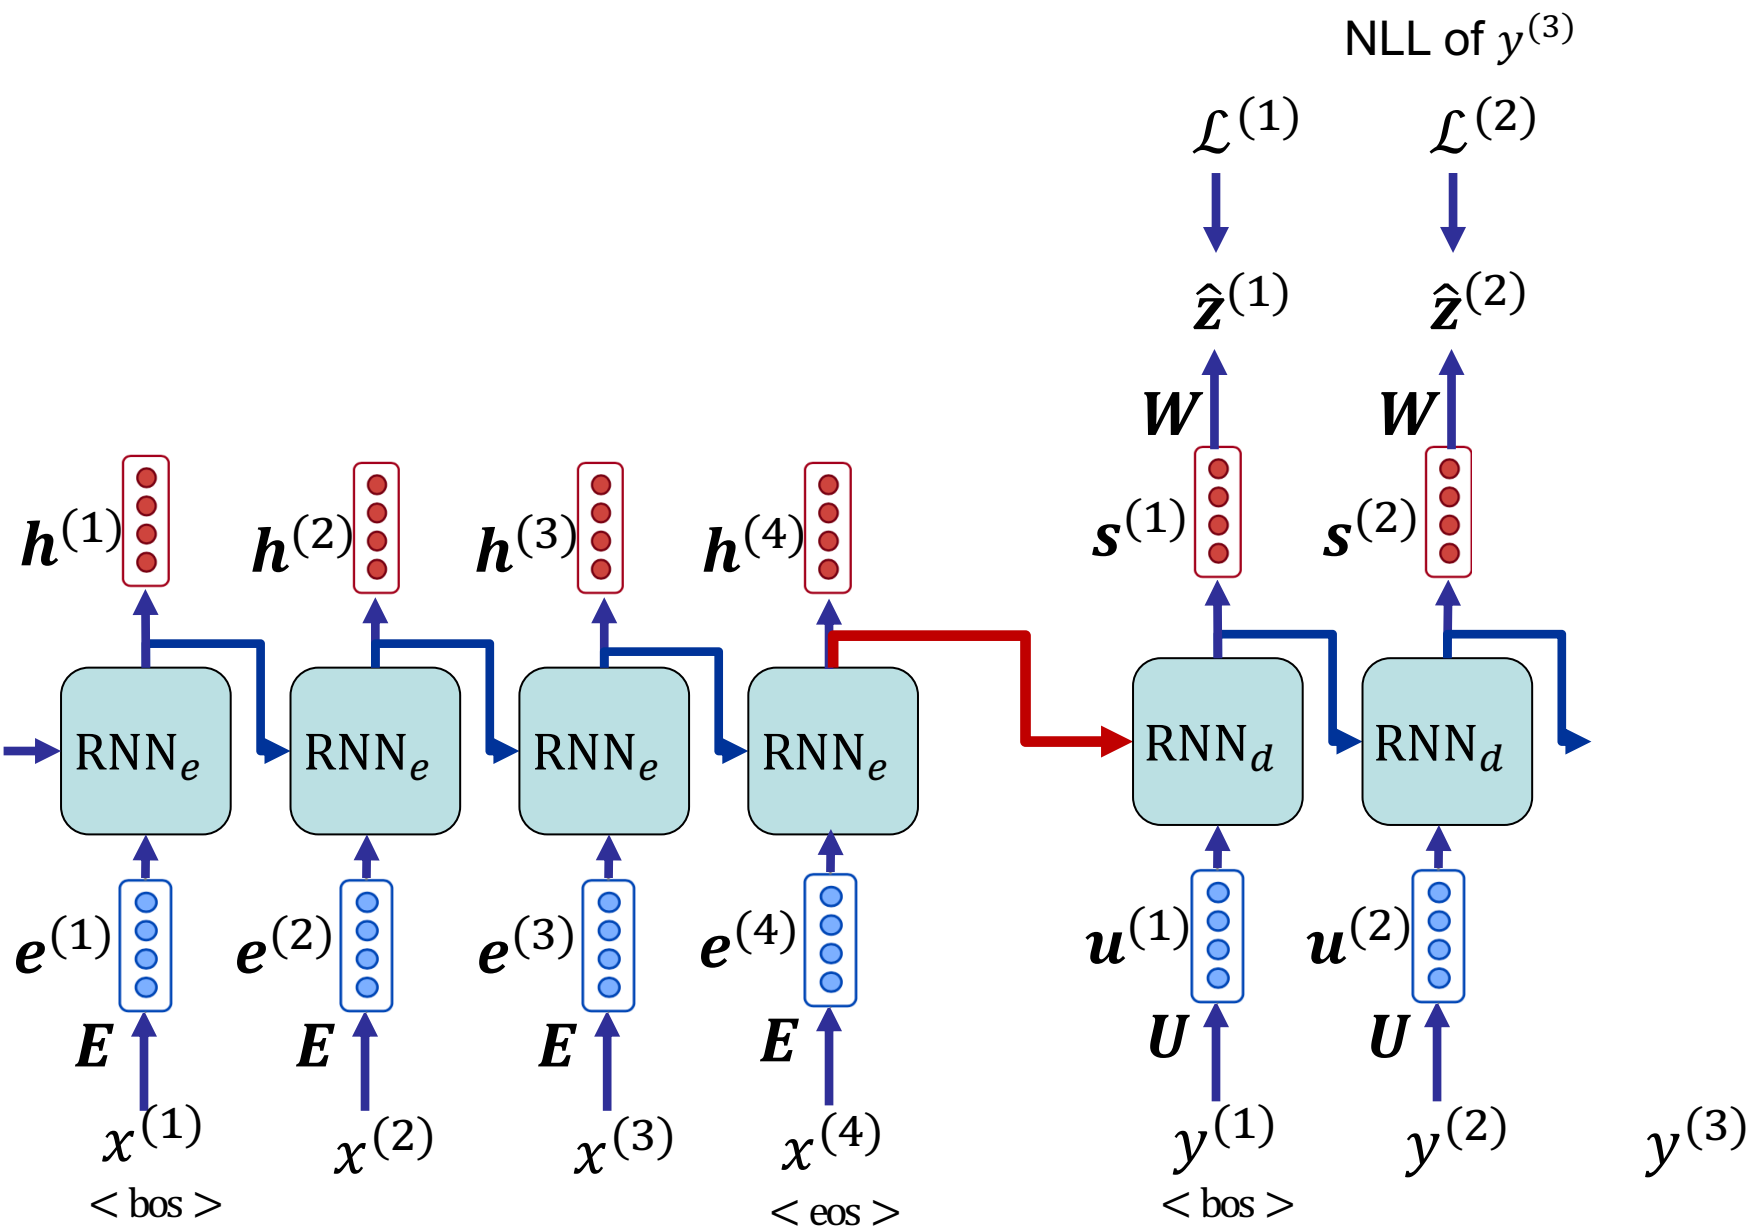 NLL of y^(3)
ℒ^(1) ℒ^(2)
ẑ^(1) ẑ^(2)
W W
h^(1) h^(2) h^(3) h^(4) s^(1) s^(2)
RNN_e RNN_e RNN_e RNN_e RNN_d RNN_d
e^(1) e^(2) e^(3) e^(4) u^(1) u^(2)
E E E E U U
x^(1) x^(2) x^(3) x^(4) y^(1) y^(2) y^(3)
< bos > < eos > < bos >